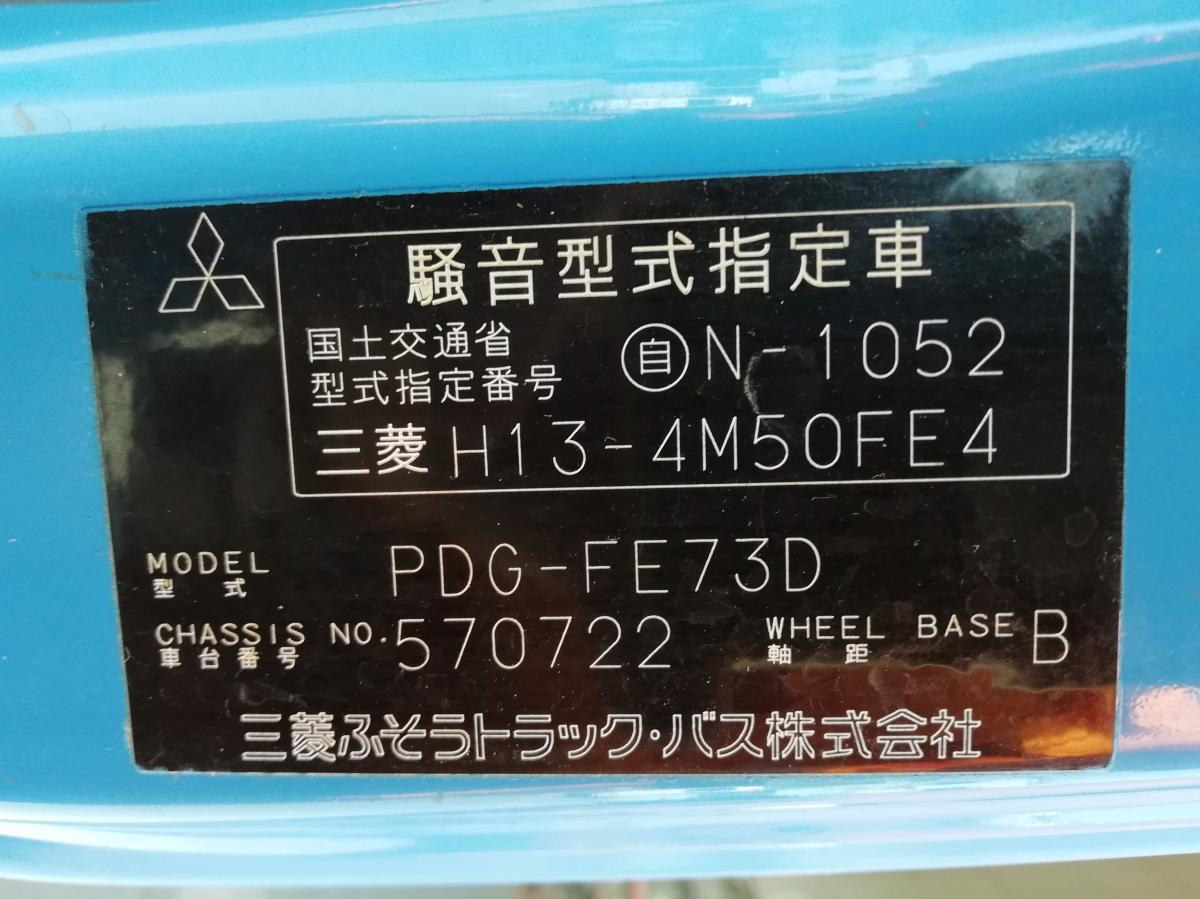 騒音型式指定車
国土交通省
型式指定番号 ㊀自 N-1052
三菱 H13-4M50FE4
MODEL PDG-FE73D
型式
CHASSIS NO. 570722 WHEEL BASE B
車台番号 軸距
三菱ふそうトラック・バス株式会社